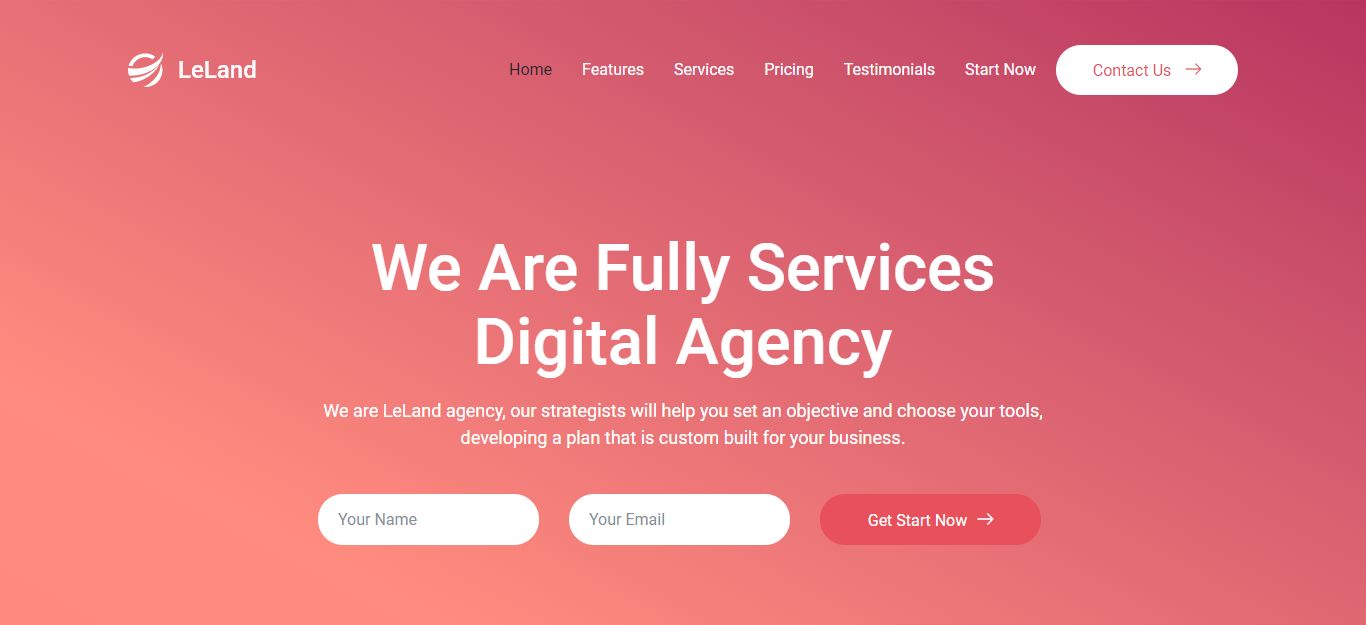 LeLand
Home Features Services Pricing Testimonials Start Now Contact Us
We Are Fully Services
Digital Agency
We are LeLand agency, our strategists will help you set an objective and choose your tools,
developing a plan that is custom built for your business.
Your Name Your Email Get Start Now